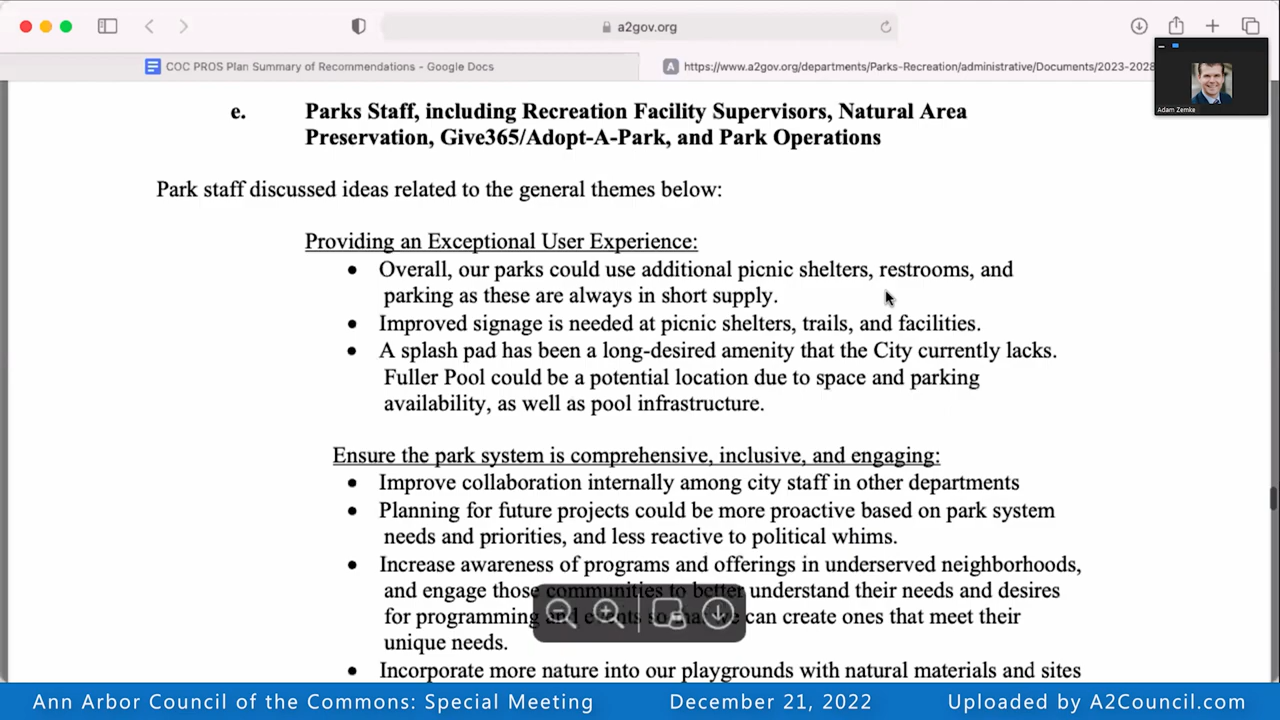 a2gov.org
COC PROS Plan Summary of Recommendations - Google Docs
https://www.a2gov.org/departments/Parks-Recreation/administrative/Documents/2023-2028
Adam Zemke
e. Parks Staff, including Recreation Facility Supervisors, Natural Area
Preservation, Give365/Adopt-A-Park, and Park Operations
Park staff discussed ideas related to the general themes below:
Providing an Exceptional User Experience:
• Overall, our parks could use additional picnic shelters, restrooms, and
parking as these are always in short supply.
• Improved signage is needed at picnic shelters, trails, and facilities.
• A splash pad has been a long-desired amenity that the City currently lacks.
Fuller Pool could be a potential location due to space and parking
availability, as well as pool infrastructure.
Ensure the park system is comprehensive, inclusive, and engaging:
• Improve collaboration internally among city staff in other departments
• Planning for future projects could be more proactive based on park system
needs and priorities, and less reactive to political whims.
• Increase awareness of programs and offerings in underserved neighborhoods,
and engage those communities to better understand their needs and desires
for programming and events so that we can create ones that meet their
unique needs.
• Incorporate more nature into our playgrounds with natural materials and sites
Ann Arbor Council of the Commons: Special Meeting December 21, 2022 Uploaded by A2Council.com